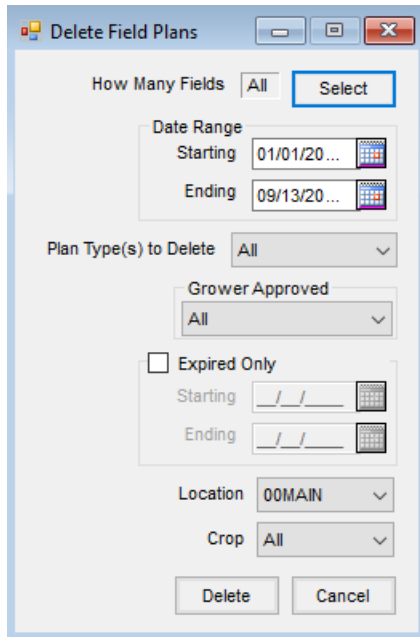 Delete Field Plans
How Many Fields All Select
Date Range
Starting 01/01/20...
Ending 09/13/20...
Plan Type(s) to Delete All
Grower Approved
All
Expired Only
Starting __/__/____
Ending __/__/____
Location 00MAIN
Crop All
Delete Cancel